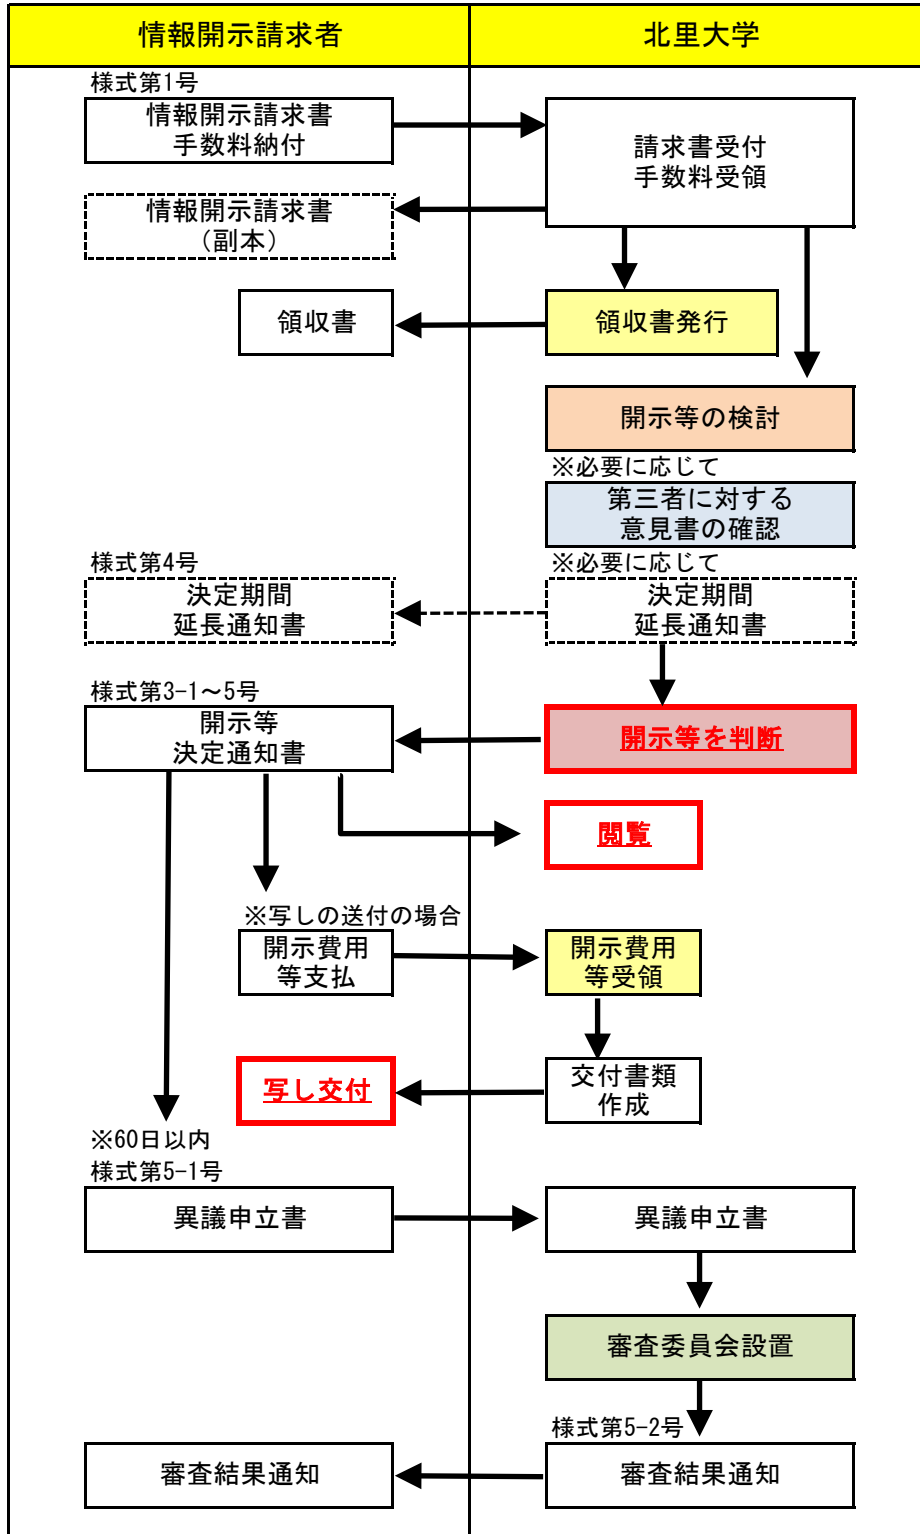 情報開示請求者
北里大学
様式第1号
情報開示請求書
手数料納付
請求書受付
手数料受領
情報開示請求書
（副本）
領収書
領収書発行
開示等の検討
※必要に応じて
第三者に対する
意見書の確認
様式第4号
※必要に応じて
決定期間
延長通知書
決定期間
延長通知書
様式第3-1～5号
開示等
決定通知書
開示等を判断
閲覧
※写しの送付の場合
開示費用
等支払
開示費用
等受領
写し交付
交付書類
作成
※60日以内
様式第5-1号
異議申立書
異議申立書
審査委員会設置
様式第5-2号
審査結果通知
審査結果通知